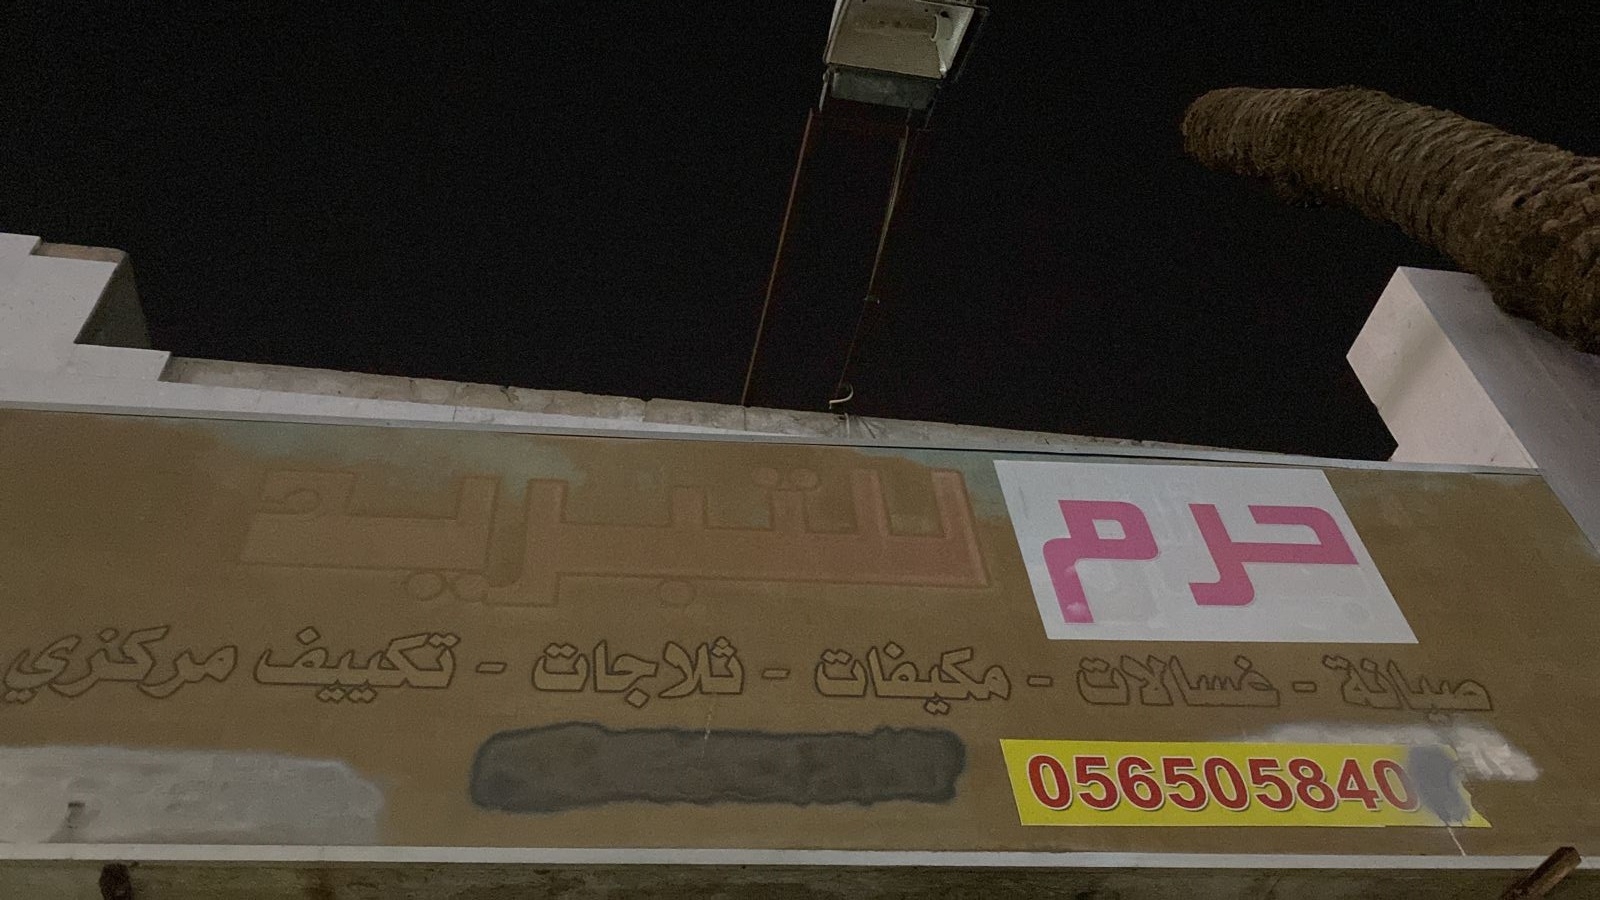 حرم للتبريد
صيانة - غسالات - مكيفات - ثلاجات - تكييف مركزي
056505840